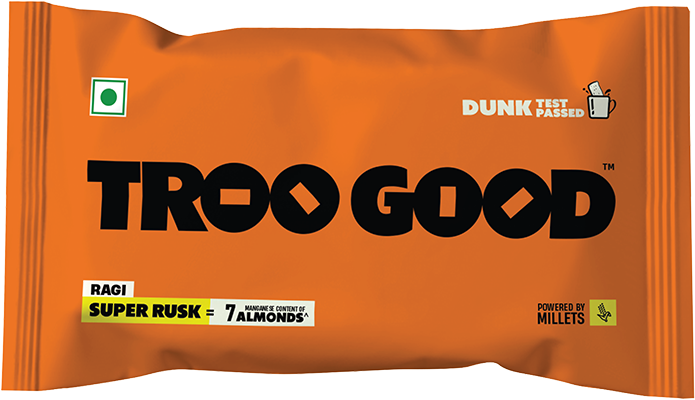 DUNK TEST
PASSED
TROO GOOD™
RAGI
SUPER RUSK = 7 MANGANESE CONTENT OF
ALMONDS^
POWERED BY
MILLETS